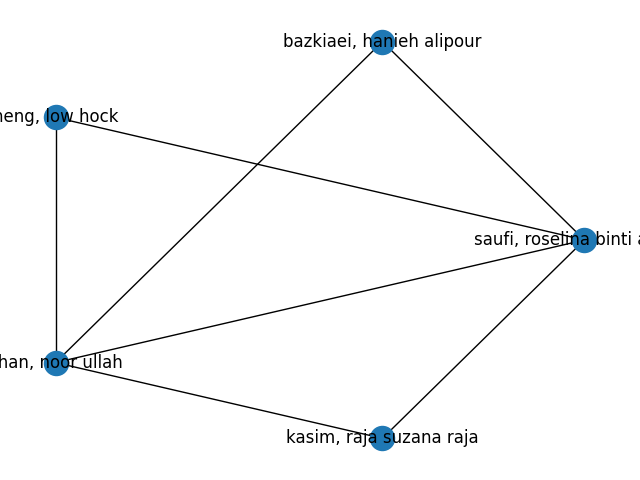 bazkiaei, hanieh alipour
heng, low hock
saufi, roselina binti a
han, noor ullah
kasim, raja suzana raja